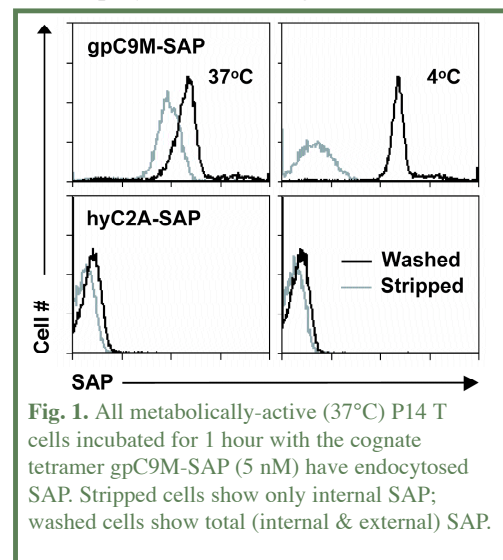 gpC9M-SAP
37°C
4°C
hyC2A-SAP
Washed
Stripped
Cell #
SAP
Fig. 1. All metabolically-active (37°C) P14 T
cells incubated for 1 hour with the cognate
tetramer gpC9M-SAP (5 nM) have endocytosed
SAP. Stripped cells show only internal SAP;
washed cells show total (internal & external) SAP.